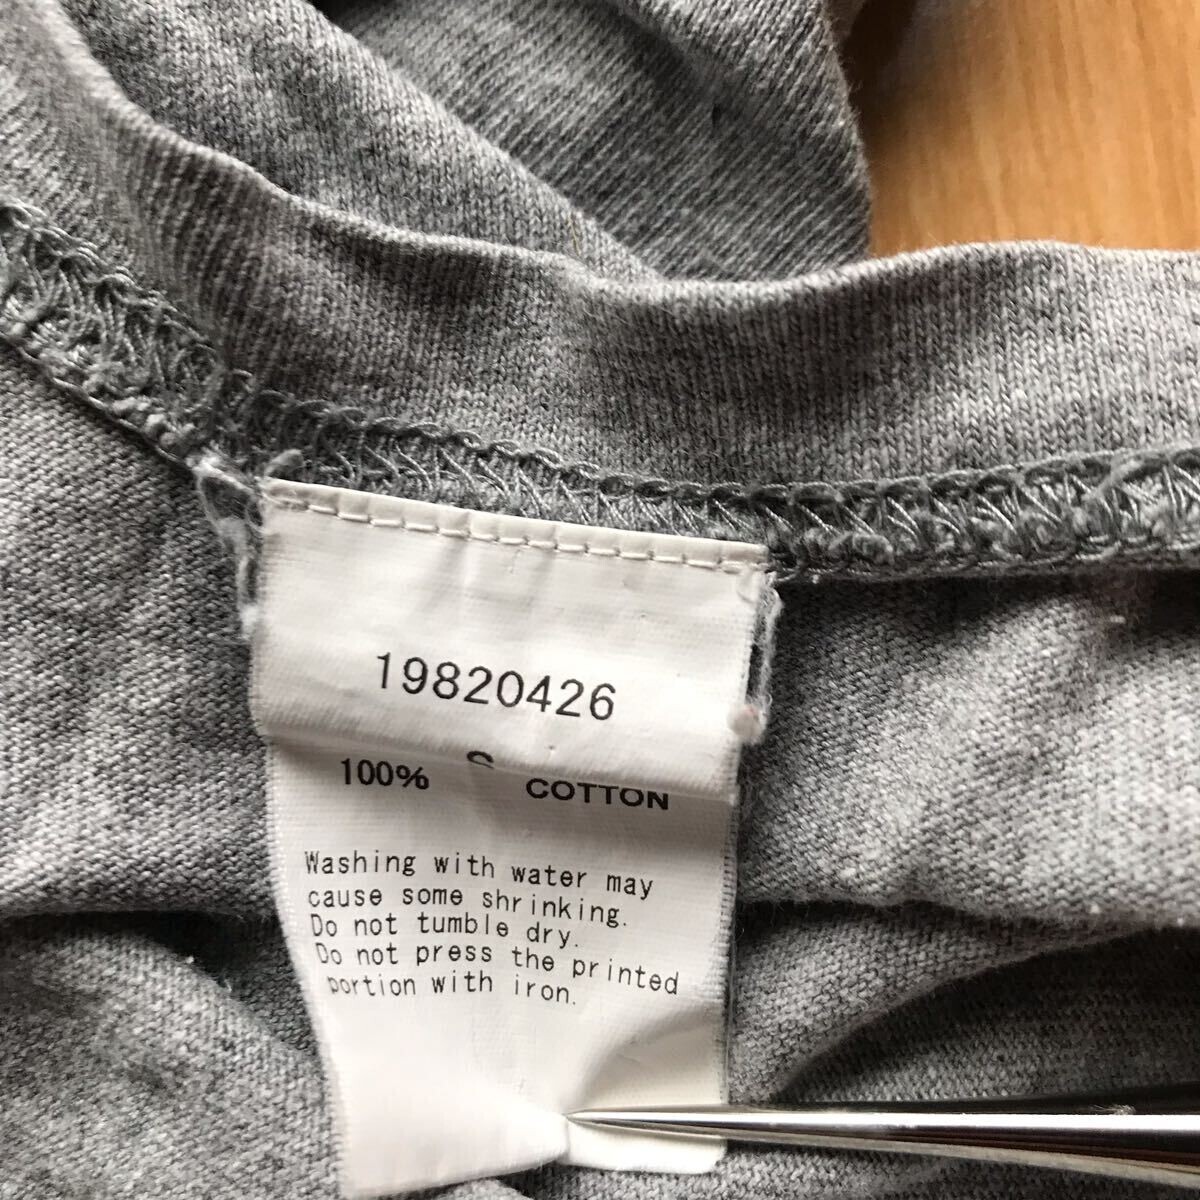 19820426
100% COTTON
Washing with water may
cause some shrinking.
Do not tumble dry.
Do not press the printed
portion with iron.